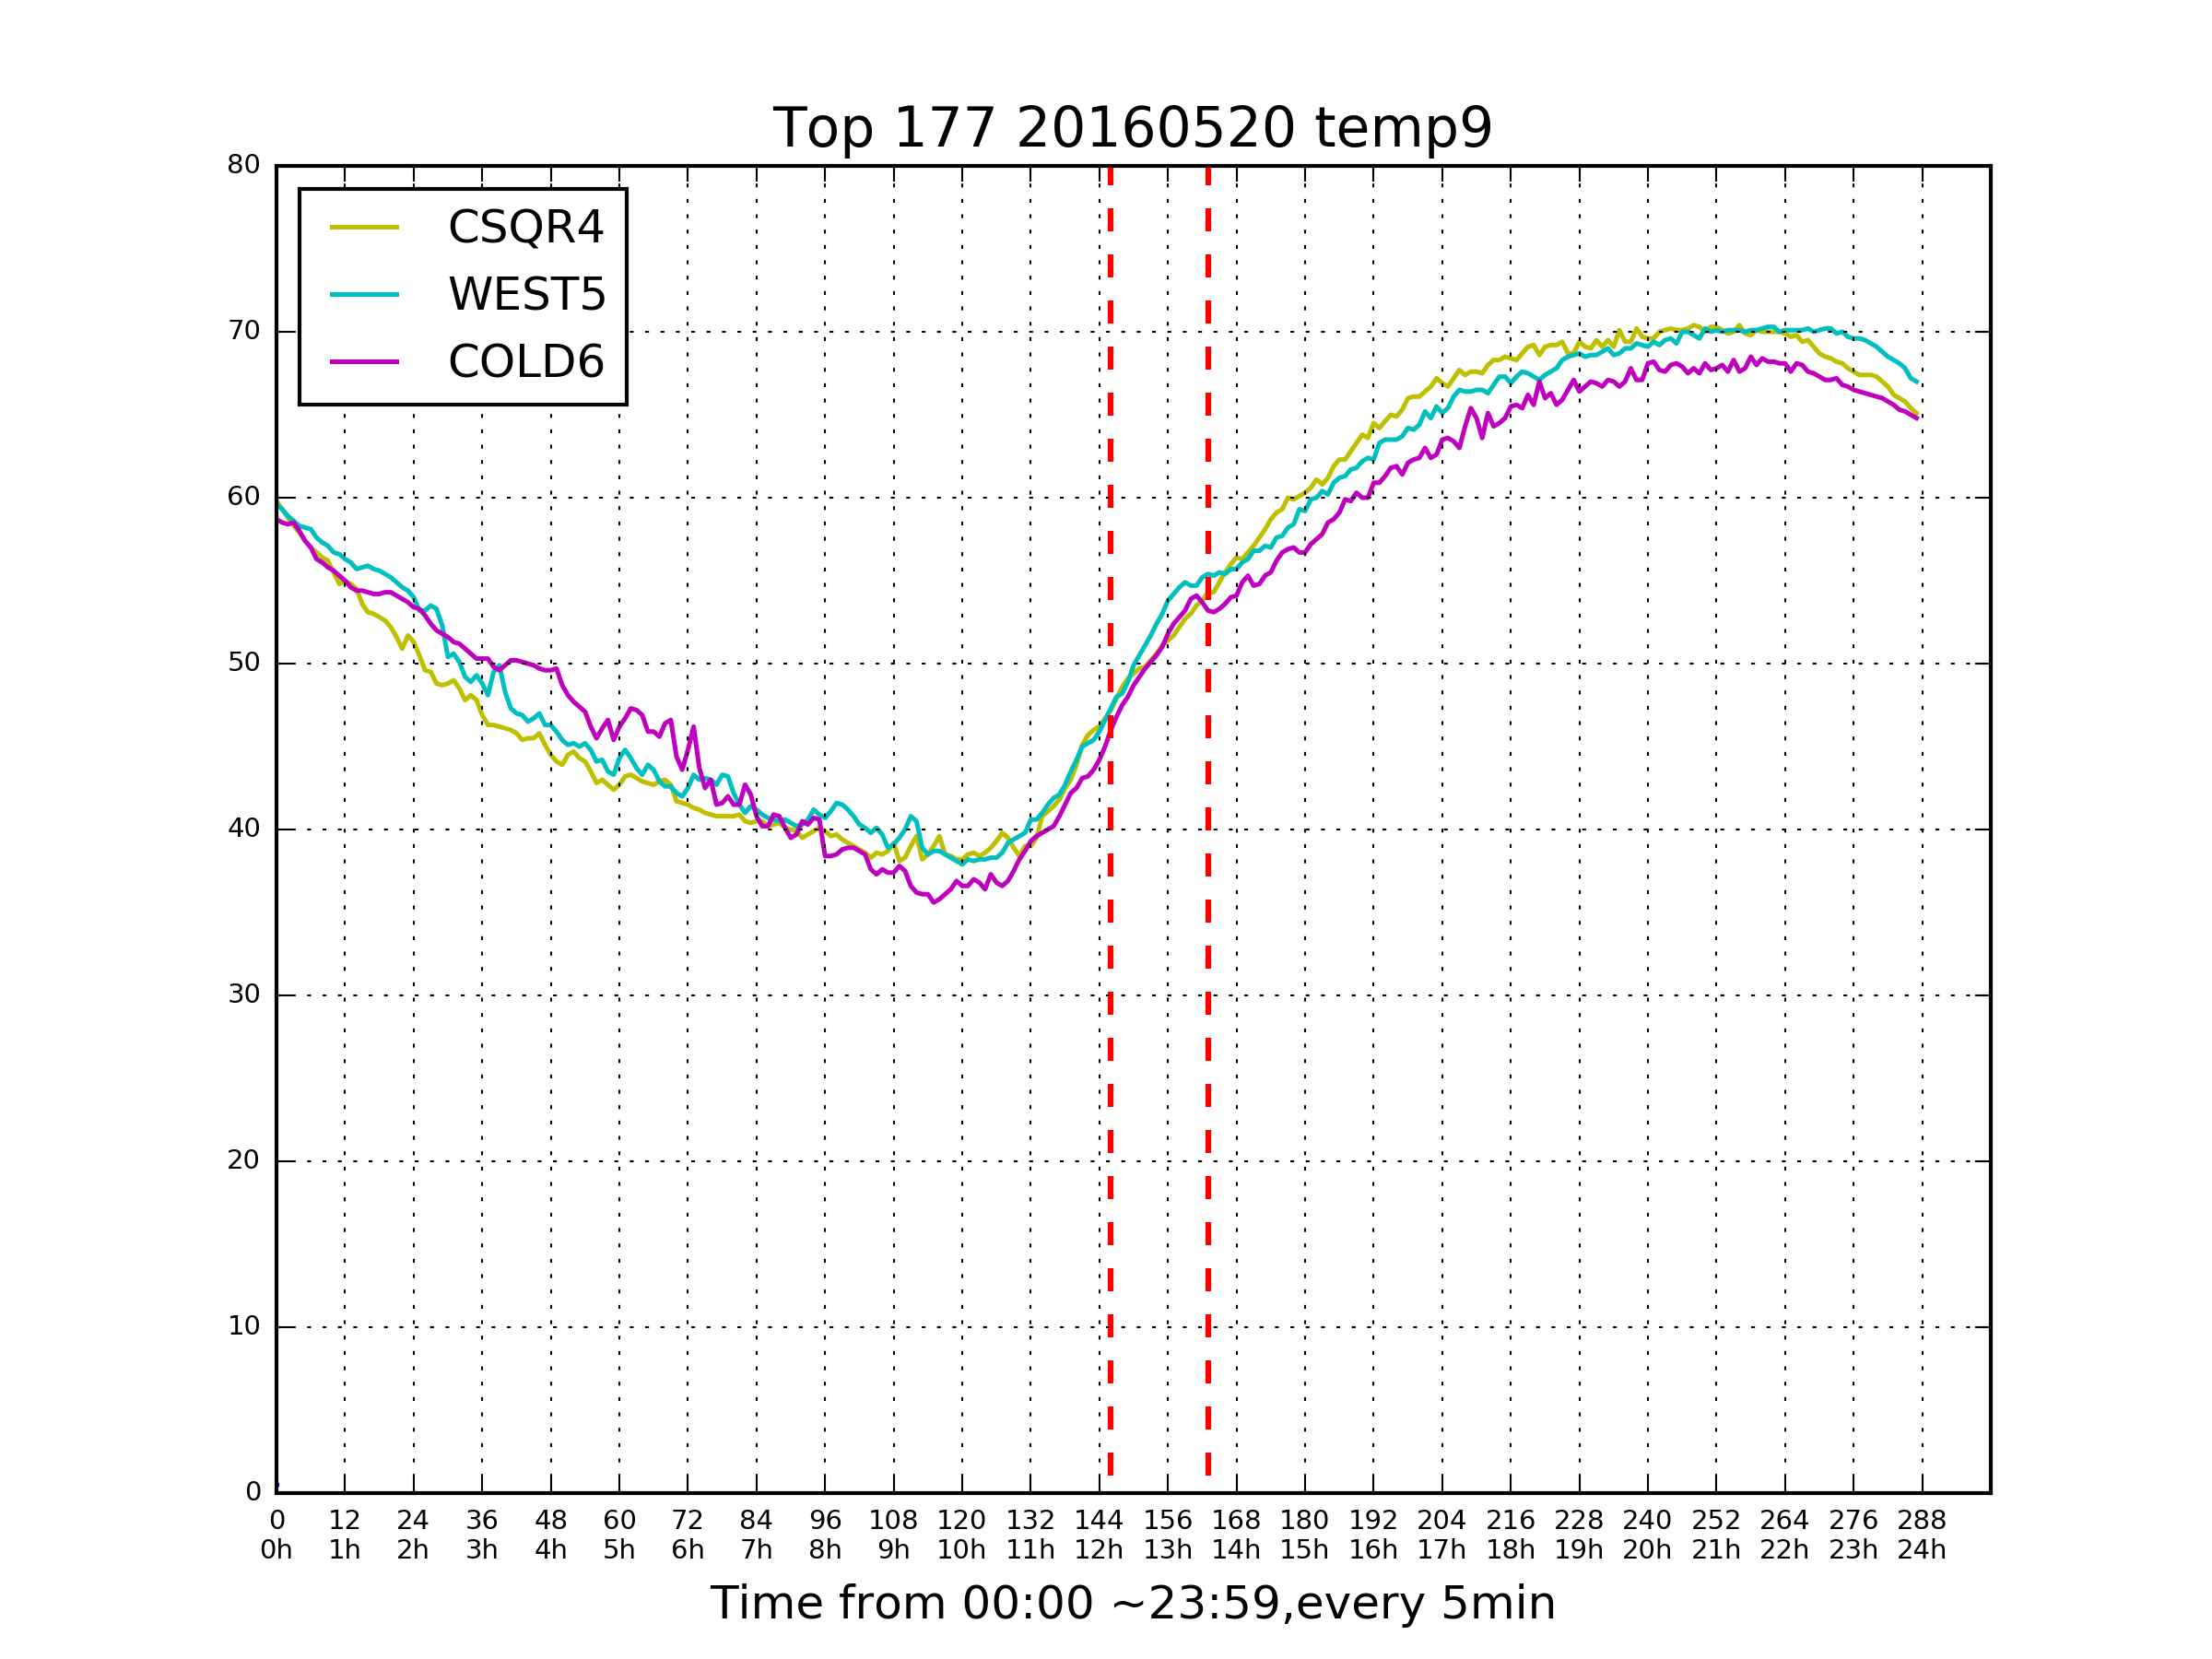 Top 177 20160520 temp9
CSQR4
WEST5
COLD6
80
70
60
50
40
30
20
10
0
0 12 24 36 48 60 72 84 96 108 120 132 144 156 168 180 192 204 216 228 240 252 264 276 288
0h 1h 2h 3h 4h 5h 6h 7h 8h 9h 10h 11h 12h 13h 14h 15h 16h 17h 18h 19h 20h 21h 22h 23h 24h
Time from 00:00 ~23:59,every 5min